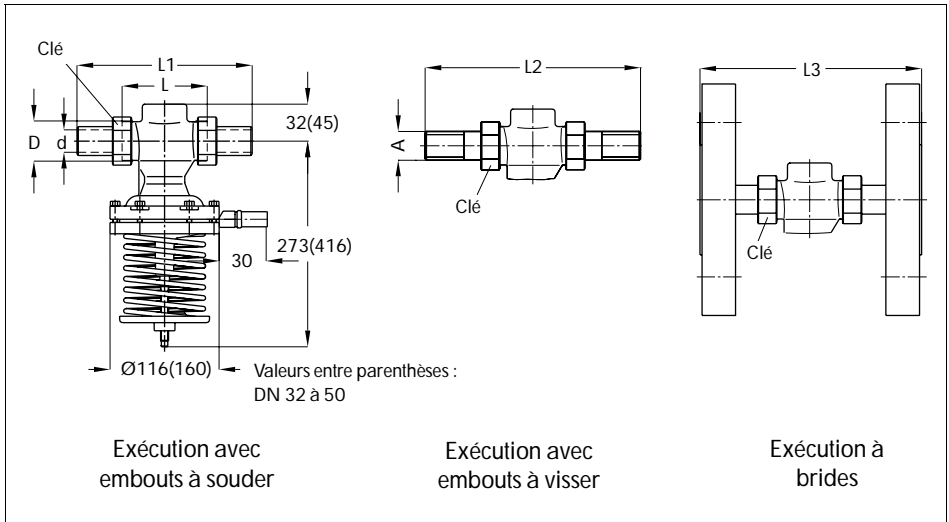 Clé
L1
L
D
d
32(45)
273(416)
30
Ø116(160)
Valeurs entre parenthèses :
DN 32 à 50
Exécution avec
embouts à souder
L2
A
Clé
Exécution avec
embouts à visser
L3
Clé
Exécution à
brides